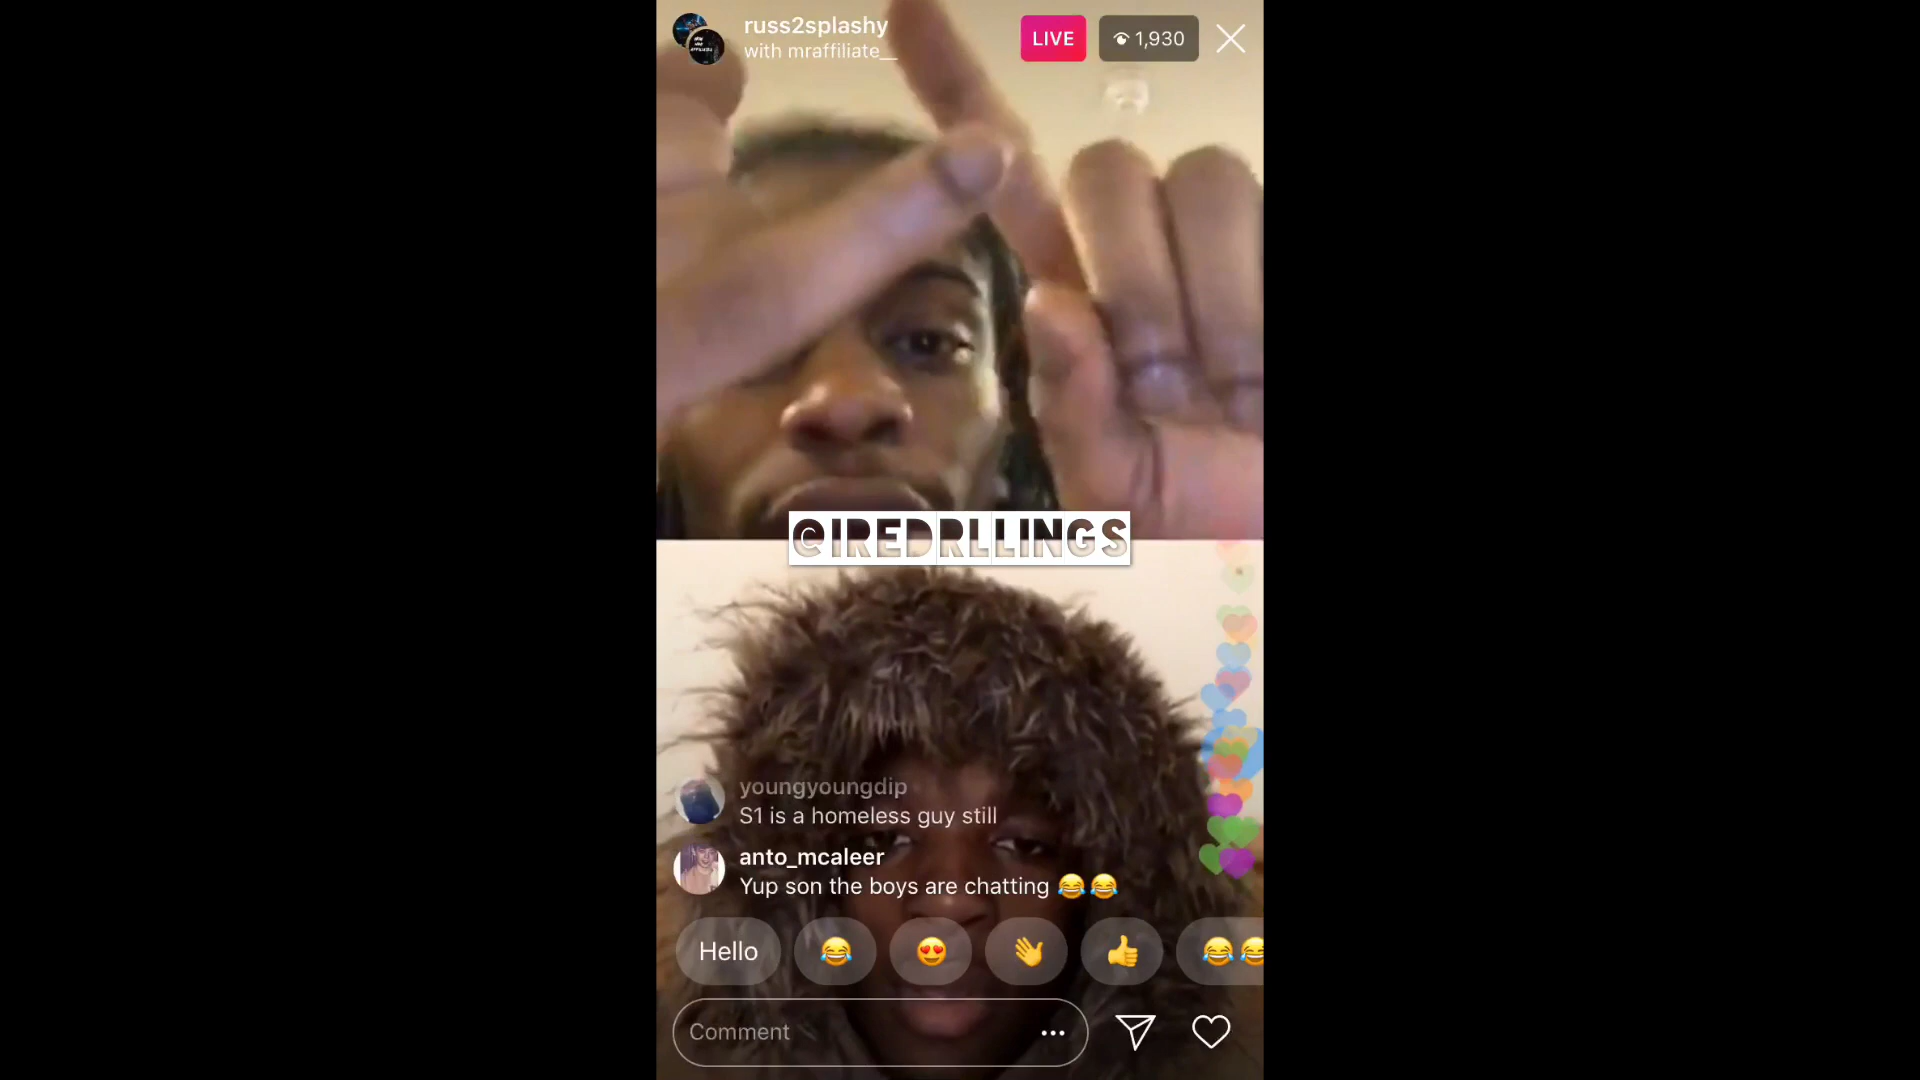 russ2splashy
with mraffiliate__
LIVE
1,930
@IREDRLLINGS
youngyoungdip
S1 is a homeless guy still
anto_mcaleer
Yup son the boys are chatting 😂😂
Hello 😂 😍 👋 👍 😂😂
Comment